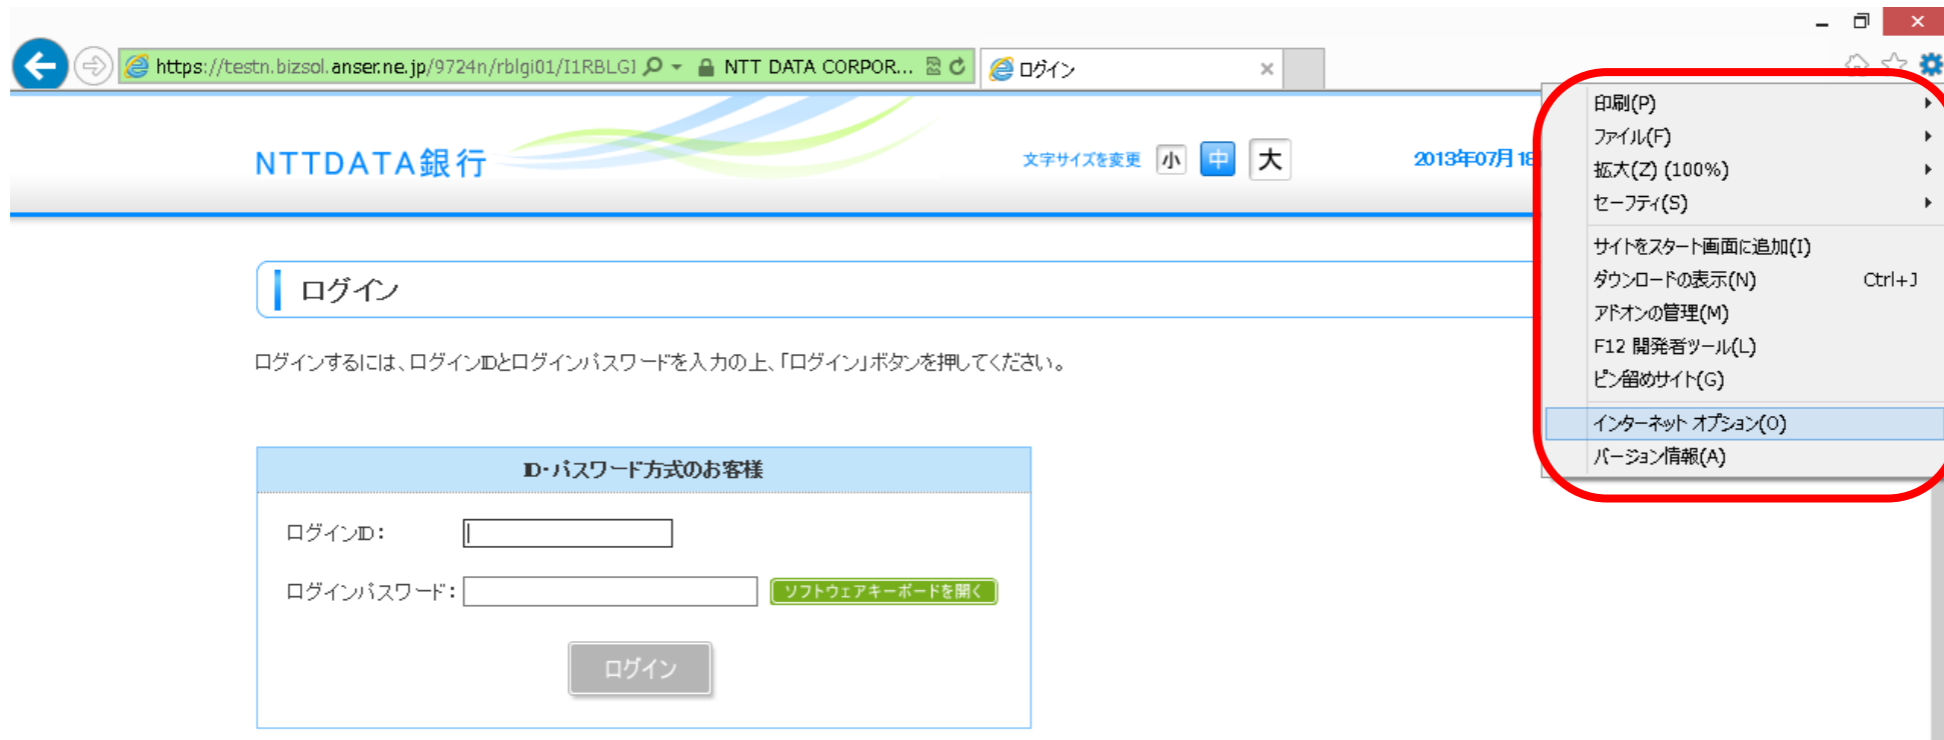 https://testn.bizsol.anser.ne.jp/9724n/rblgi01/I1RBLGI
NTT DATA CORPOR...
ログイン
NTTDATA銀行
文字サイズを変更 小 中 大
2013年07月18
印刷(P)
ファイル(F)
拡大(Z) (100%)
セーフティ(S)
サイトをスタート画面に追加(I)
ダウンロードの表示(N) Ctrl+J
アドオンの管理(M)
F12 開発者ツール(L)
ピン留めサイト(G)
インターネット オプション(O)
バージョン情報(A)
ログイン
ログインするには、ログインIDとログインパスワードを入力の上、「ログイン」ボタンを押してください。
ID・パスワード方式のお客様
ログインID：
ログインパスワード： ソフトウェアキーボードを開く
ログイン